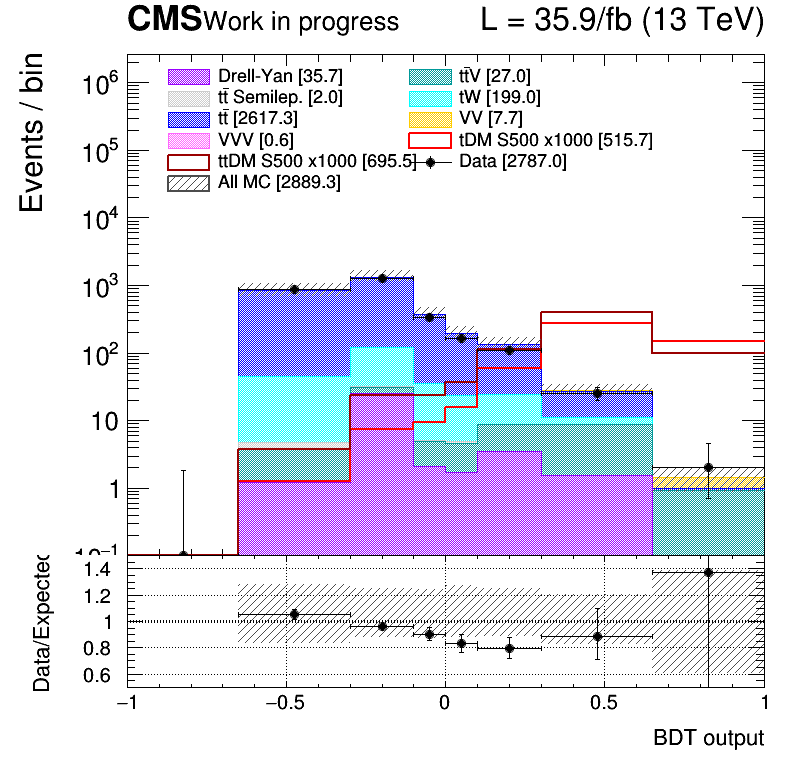 CMS Work in progress L = 35.9/fb (13 TeV)
Events / bin
Drell-Yan [35.7] tt̄V [27.0]
tt̄ Semilep. [2.0] tW [199.0]
tt̄ [2617.3] VV [7.7]
VVV [0.6] tDM S500 x1000 [515.7]
ttDM S500 x1000 [695.5] Data [2787.0]
All MC [2889.3]
10⁶
10⁵
10⁴
10³
10²
10
1
10⁻¹
Data/Expected
1.4
1.2
1
0.8
0.6
−1 −0.5 0 0.5 1
BDT output